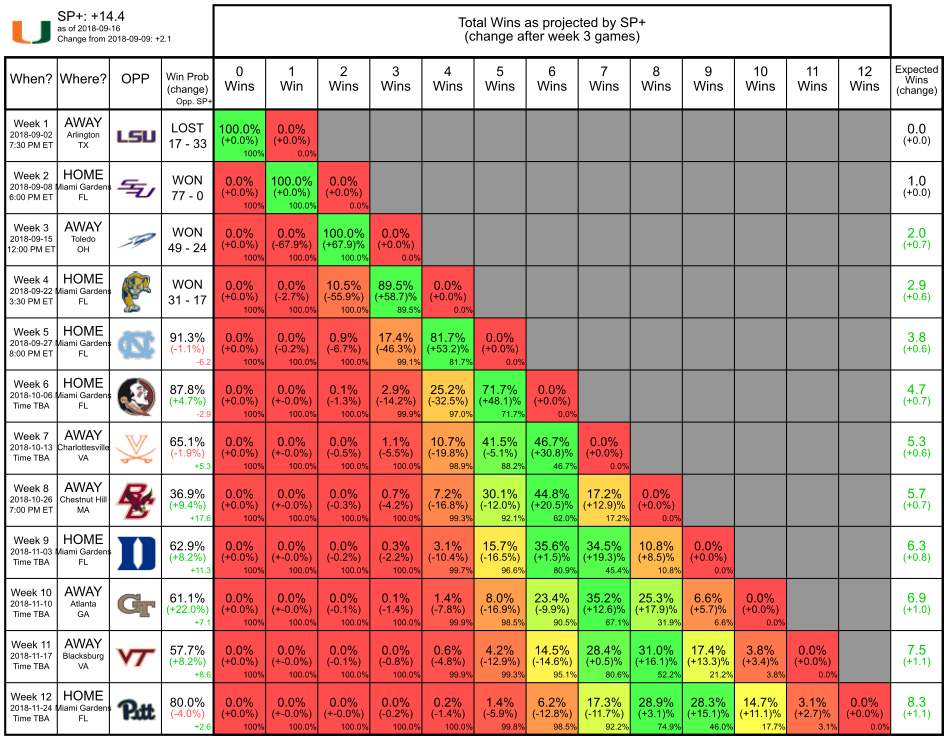 SP+: +14.4
as of 2018-09-16
Change from 2018-09-09: +2.1
Total Wins as projected by SP+
(change after week 3 games)
When? Where? OPP Win Prob (change) Opp. SP+ 0 Wins 1 Win 2 Wins 3 Wins 4 Wins 5 Wins 6 Wins 7 Wins 8 Wins 9 Wins 10 Wins 11 Wins 12 Wins Expected Wins (change)
Week 1 AWAY LOST 100.0% 0.0% 0.0
2018-09-02 Arlington LSU 17 - 33 (+0.0%) (+0.0%) (+0.0)
7:30 PM ET TX 100% 0.0%
Week 2 HOME WON 0.0% 100.0% 0.0% 1.0
2018-09-08 Miami Gardens SSU 77 - 0 (+0.0%) (+0.0%) (+0.0%) (+0.0)
6:00 PM ET FL 100% 100.0% 0.0%
Week 3 AWAY WON 0.0% 0.0% 100.0% 0.0% 2.0
2018-09-15 Toledo 49 - 24 (+0.0%) (-67.9%) (+67.9%) (+0.0%) (+0.7)
12:00 PM ET OH 100% 100.0% 100.0% 0.0%
Week 4 HOME WON 0.0% 0.0% 10.5% 89.5% 0.0% 2.9
2018-09-22 Miami Gardens 31 - 17 (+0.0%) (-2.7%) (-55.9%) (+58.7)% (+0.0%) (+0.6)
3:30 PM ET FL 100% 100.0% 100.0% 89.5% 0.0%
Week 5 HOME 91.3% 0.0% 0.0% 0.9% 17.4% 81.7% 0.0% 3.8
2018-09-27 Miami Gardens NC (-1.1%) (+0.0%) (-0.2%) (-6.7%) (-46.3%) (+53.2)% (+0.0%) (+0.6)
8:00 PM ET FL -6.2 100% 100.0% 100.0% 99.1% 81.7% 0.0%
Week 6 HOME 87.8% 0.0% 0.0% 0.1% 2.9% 25.2% 71.7% 0.0% 4.7
2018-10-06 Miami Gardens (+4.7%) (+0.0%) (+-0.0%) (-1.3%) (-14.2%) (-32.5%) (+48.1)% (+0.0%) (+0.7)
Time TBA FL -2.9 100% 100.0% 100.0% 99.9% 97.0% 71.7% 0.0%
Week 7 AWAY 65.1% 0.0% 0.0% 0.0% 1.1% 10.7% 41.5% 46.7% 0.0% 5.3
2018-10-13 Charlottesville V (-1.9%) (+0.0%) (+-0.0%) (-0.5%) (-5.5%) (-19.8%) (-5.1%) (+30.8)% (+0.0%) (+0.6)
Time TBA VA +5.3 100% 100.0% 100.0% 100.0% 98.9% 88.2% 46.7% 0.0%
Week 8 AWAY 36.9% 0.0% 0.0% 0.0% 0.7% 7.2% 30.1% 44.8% 17.2% 0.0% 5.7
2018-10-26 Chestnut Hill BC (+9.4%) (+0.0%) (+-0.0%) (-0.3%) (-4.2%) (-16.8%) (-12.0%) (+20.5)% (+12.9)% (+0.0%) (+0.7)
7:00 PM ET MA +17.6 100% 100.0% 100.0% 100.0% 99.3% 92.1% 62.0% 17.2% 0.0%
Week 9 HOME 62.9% 0.0% 0.0% 0.0% 0.3% 3.1% 15.7% 35.6% 34.5% 10.8% 0.0% 6.3
2018-11-03 Miami Gardens D (+8.2%) (+0.0%) (+-0.0%) (-0.2%) (-2.2%) (-10.4%) (-16.5%) (+1.5)% (+19.3)% (+8.5)% (+0.0%) (+0.8)
Time TBA FL +11.3 100% 100.0% 100.0% 100.0% 99.7% 96.6% 80.9% 45.4% 10.8% 0.0%
Week 10 AWAY 61.1% 0.0% 0.0% 0.0% 0.1% 1.4% 8.0% 23.4% 35.2% 25.3% 6.6% 0.0% 6.9
2018-11-10 Atlanta GT (+22.0%) (+0.0%) (+-0.0%) (-0.1%) (-1.4%) (-7.8%) (-16.9%) (-9.9%) (+12.6)% (+17.9)% (+5.7)% (+0.0%) (+1.0)
Time TBA GA +7.1 100% 100.0% 100.0% 100.0% 99.9% 98.5% 90.5% 67.1% 31.9% 6.6% 0.0%
Week 11 AWAY 57.7% 0.0% 0.0% 0.0% 0.0% 0.6% 4.2% 14.5% 28.4% 31.0% 17.4% 3.8% 0.0% 7.5
2018-11-17 Blacksburg VT (+8.2%) (+0.0%) (+-0.0%) (-0.1%) (-0.8%) (-4.8%) (-12.9%) (-14.6%) (+0.5)% (+16.1)% (+13.3)% (+3.4)% (+0.0%) (+1.1)
Time TBA VA +8.6 100% 100.0% 100.0% 100.0% 99.9% 99.3% 95.1% 80.6% 52.2% 21.2% 3.8% 0.0%
Week 12 HOME 80.0% 0.0% 0.0% 0.0% 0.0% 0.2% 1.4% 6.2% 17.3% 28.9% 28.3% 14.7% 3.1% 0.0% 8.3
2018-11-24 Miami Gardens Pitt (-4.0%) (+0.0%) (+-0.0%) (+-0.0%) (-0.2%) (-1.4%) (-5.9%) (-12.8%) (-11.7%) (+3.1)% (+15.1)% (+11.1)% (+2.7)% (+0.0%) (+1.1)
Time TBA FL +2.6 100% 100.0% 100.0% 100.0% 100.0% 99.8% 98.5% 92.2% 74.9% 46.0% 17.7% 3.1% 0.0%